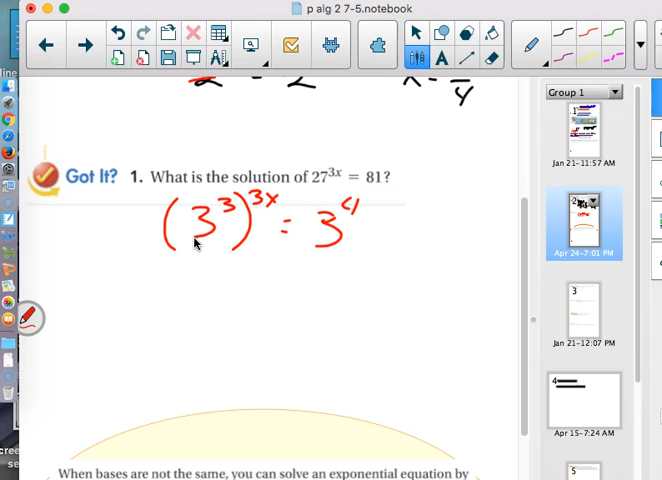 p alg 2 7-5.notebook
Group 1
x = 
4
Got It? 1. What is the solution of 27^3x = 81?
(3^3)^3x = 3^4
When bases are not the same, you can solve an exponential equation by
Jan 21-11:57
Apr 24-7:01 PM
3
Jan 21-12:07 PM
4
Apr 15-7:24 AM
5